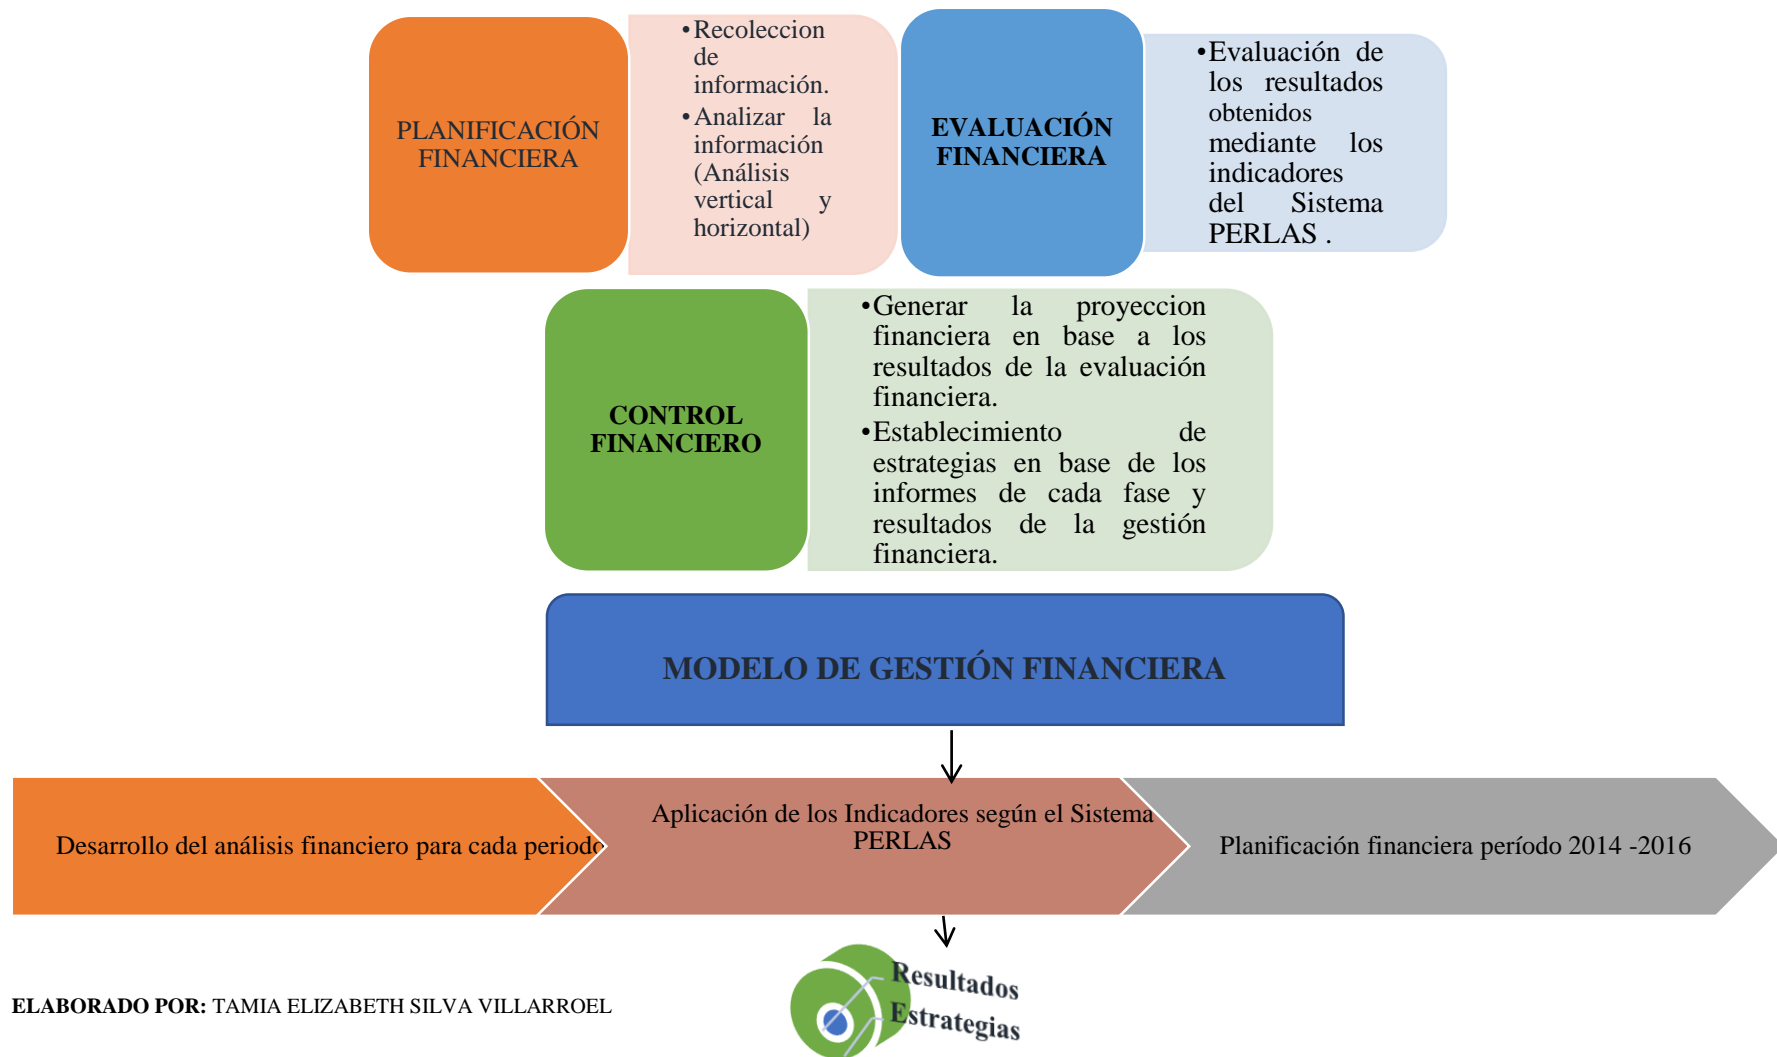 PLANIFICACIÓN
FINANCIERA
•Recoleccion
de
información.
•Analizar la
información
(Análisis
vertical y
horizontal)
EVALUACIÓN
FINANCIERA
•Evaluación de
los resultados
obtenidos
mediante los
indicadores
del Sistema
PERLAS .
CONTROL
FINANCIERO
•Generar la proyeccion
financiera en base a los
resultados de la evaluación
financiera.
•Establecimiento de
estrategias en base de los
informes de cada fase y
resultados de la gestión
financiera.
MODELO DE GESTIÓN FINANCIERA
Desarrollo del análisis financiero para cada periodo
Aplicación de los Indicadores según el Sistema
PERLAS
Planificación financiera período 2014 -2016
Resultados
Estrategias
ELABORADO POR: TAMIA ELIZABETH SILVA VILLARROEL